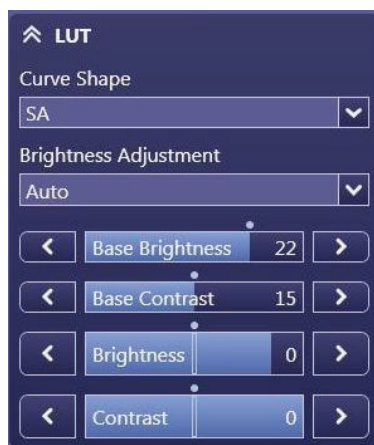 LUT
Curve Shape
SA
Brightness Adjustment
Auto
Base Brightness 22
Base Contrast 15
Brightness 0
Contrast 0